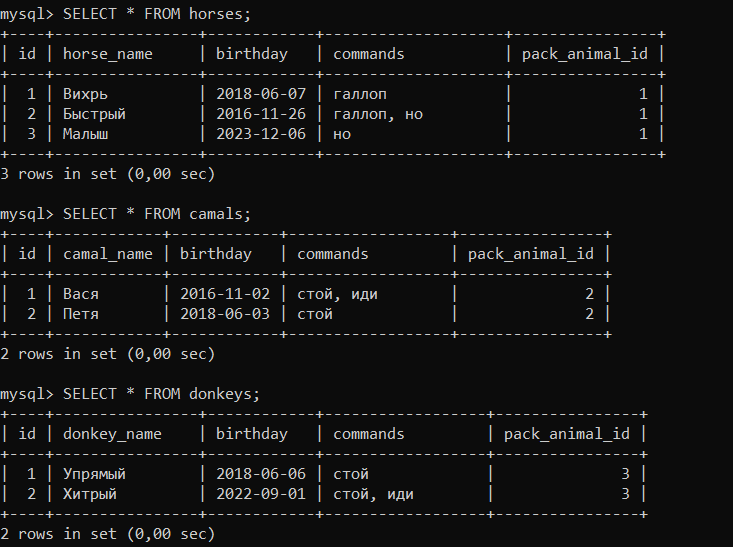 mysql> SELECT * FROM horses;
+----+----------------+------------+--------------------+----------------+
| id | horse_name     | birthday   | commands           | pack_animal_id |
+----+----------------+------------+--------------------+----------------+
|  1 | Вихрь          | 2018-06-07 | галлоп             |              1 |
|  2 | Быстрый        | 2016-11-26 | галлоп, но         |              1 |
|  3 | Малыш          | 2023-12-06 | но                 |              1 |
+----+----------------+------------+--------------------+----------------+
3 rows in set (0,00 sec)
mysql> SELECT * FROM camals;
+----+------------+------------+------------------+----------------+
| id | camal_name | birthday   | commands         | pack_animal_id |
+----+------------+------------+------------------+----------------+
|  1 | Вася       | 2016-11-02 | стой, иди        |              2 |
|  2 | Петя       | 2018-06-03 | стой             |              2 |
+----+------------+------------+------------------+----------------+
2 rows in set (0,00 sec)
mysql> SELECT * FROM donkeys;
+----+----------------+------------+------------------+----------------+
| id | donkey_name    | birthday   | commands         | pack_animal_id |
+----+----------------+------------+------------------+----------------+
|  1 | Упрямый        | 2018-06-06 | стой             |              3 |
|  2 | Хитрый         | 2022-09-01 | стой, иди        |              3 |
+----+----------------+------------+------------------+----------------+
2 rows in set (0,00 sec)